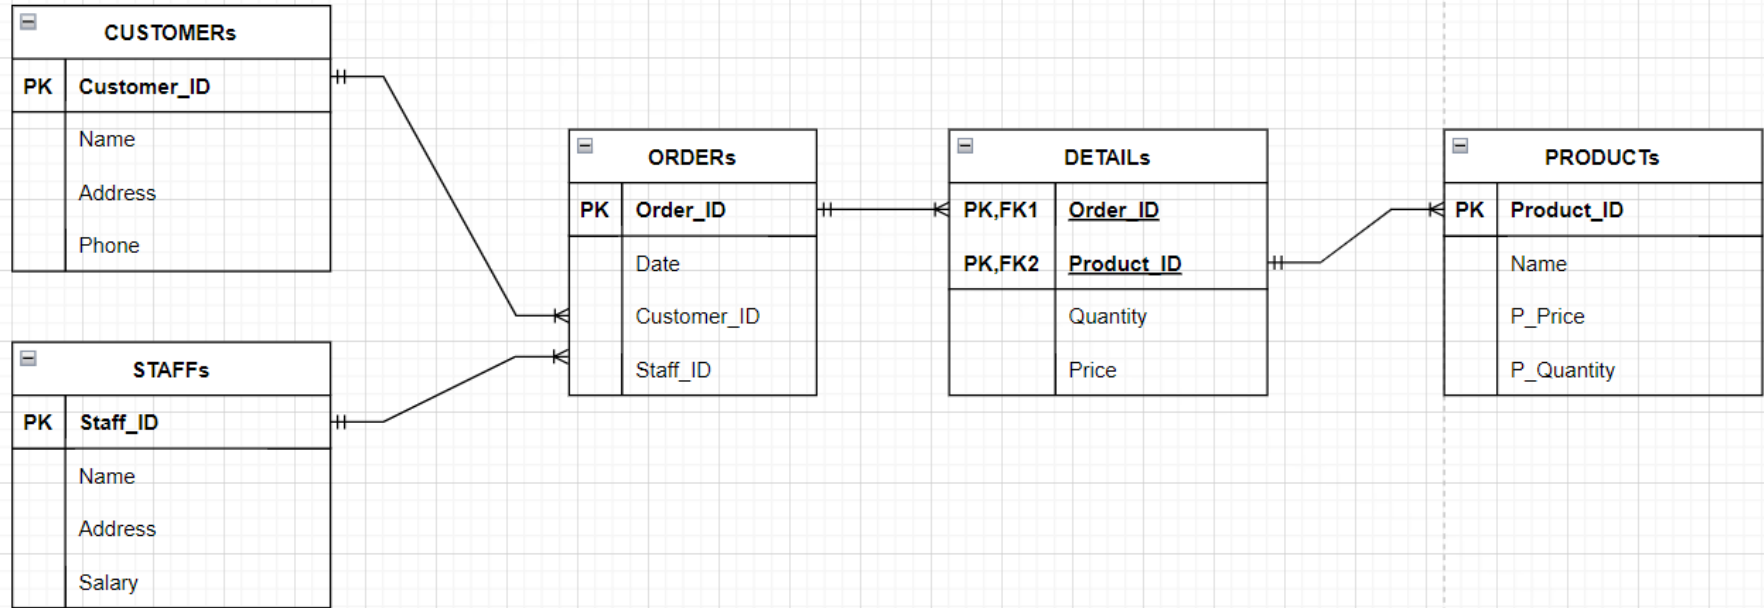 CUSTOMERs
PK Customer_ID
Name
Address
Phone
STAFFs
PK Staff_ID
Name
Address
Salary
ORDERs
PK Order_ID
Date
Customer_ID
Staff_ID
DETAILs
PK,FK1 Order_ID
PK,FK2 Product_ID
Quantity
Price
PRODUCTs
PK Product_ID
Name
P_Price
P_Quantity